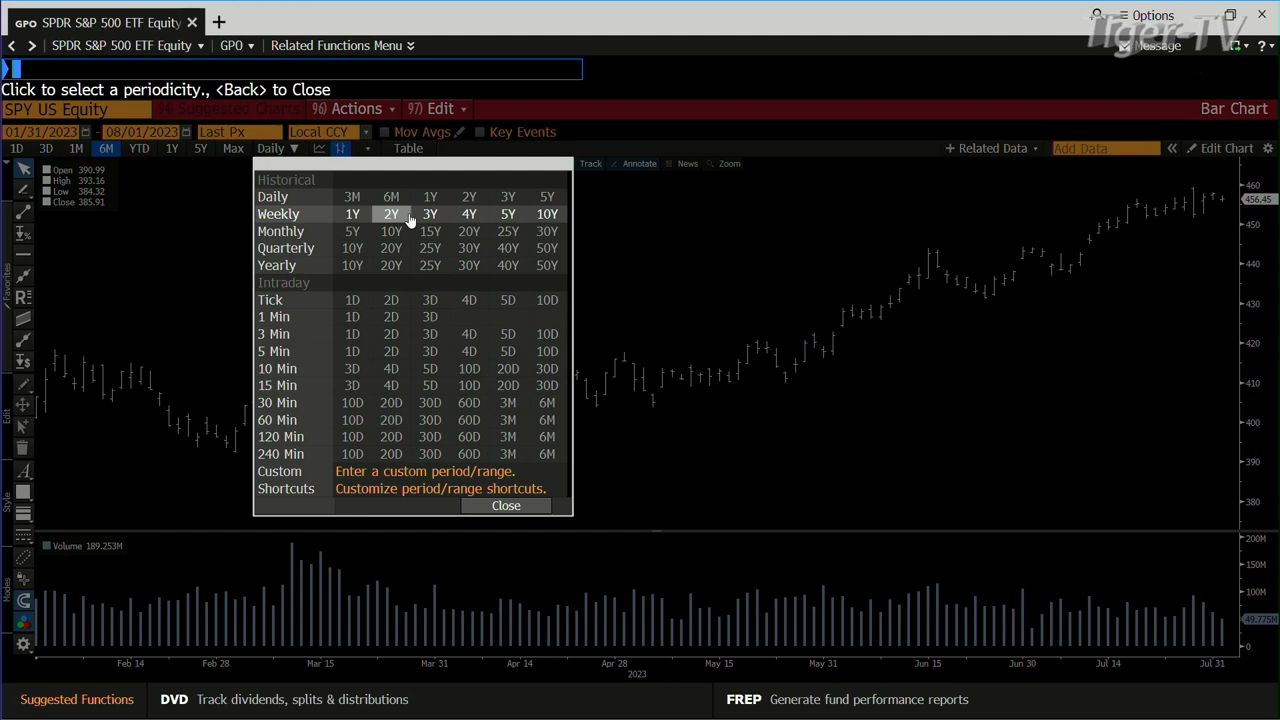 GPO SPDR S&P 500 ETF Equity × +
Options
Tiger-TV
< > SPDR S&P 500 ETF Equity GPO Related Functions Menu
Message ?
Click to select a periodicity., <Back> to Close
SPY US Equity 94) Suggested Charts 96) Actions 97) Edit Bar Chart
01/31/2023 - 08/01/2023 Last Px Local CCY Mov Avgs Key Events
1D 3D 1M 6M YTD 1Y 5Y Max Daily ▼ Table + Related Data Add Data « Edit Chart
Track Annotate News Zoom
Open 390.99
High 393.16
Low 384.32
Close 385.91
Historical
Daily 3M 6M 1Y 2Y 3Y 5Y
Weekly 1Y 2Y 3Y 4Y 5Y 10Y
Monthly 5Y 10Y 15Y 20Y 25Y 30Y
Quarterly 10Y 20Y 25Y 30Y 40Y 50Y
Yearly 10Y 20Y 25Y 30Y 40Y 50Y
Intraday
Tick 1D 2D 3D 4D 5D 10D
1 Min 1D 2D 3D
3 Min 1D 2D 3D 4D 5D 10D
5 Min 1D 2D 3D 4D 5D 10D
10 Min 3D 4D 5D 10D 20D 30D
15 Min 3D 4D 5D 10D 20D 30D
30 Min 10D 20D 30D 60D 3M 6M
60 Min 10D 20D 30D 60D 3M 6M
120 Min 10D 20D 30D 60D 3M 6M
240 Min 10D 20D 30D 60D 3M 6M
Custom Enter a custom period/range.
Shortcuts Customize period/range shortcuts.
Close
460
456.45
440
430
420
410
400
390
380
Favorites
Edit
Style
Modes
Volume 189.253M
200M
150M
100M
49.775M
0
Feb 14 Feb 28 Mar 15 Mar 31 Apr 14 Apr 28 May 15 May 31 Jun 15 Jun 30 Jul 14 Jul 31
2023
Suggested Functions DVD Track dividends, splits & distributions FREP Generate fund performance reports